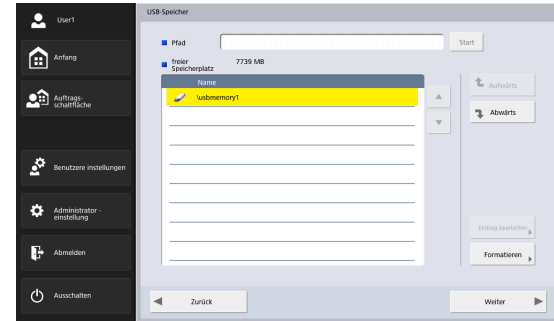 User1
Anfang
Auftrags-
schaltfläche
Benutzere instellungen
Administrator -
einstellung
Abmelden
Ausschalten
USB-Speicher
Pfad
Start
freier
Speicherplatz
7739 MB
Name
\usbmemory1
Aufwärts
Abwärts
Eintrag bearbeiten
Formatieren
Zurück
Weiter